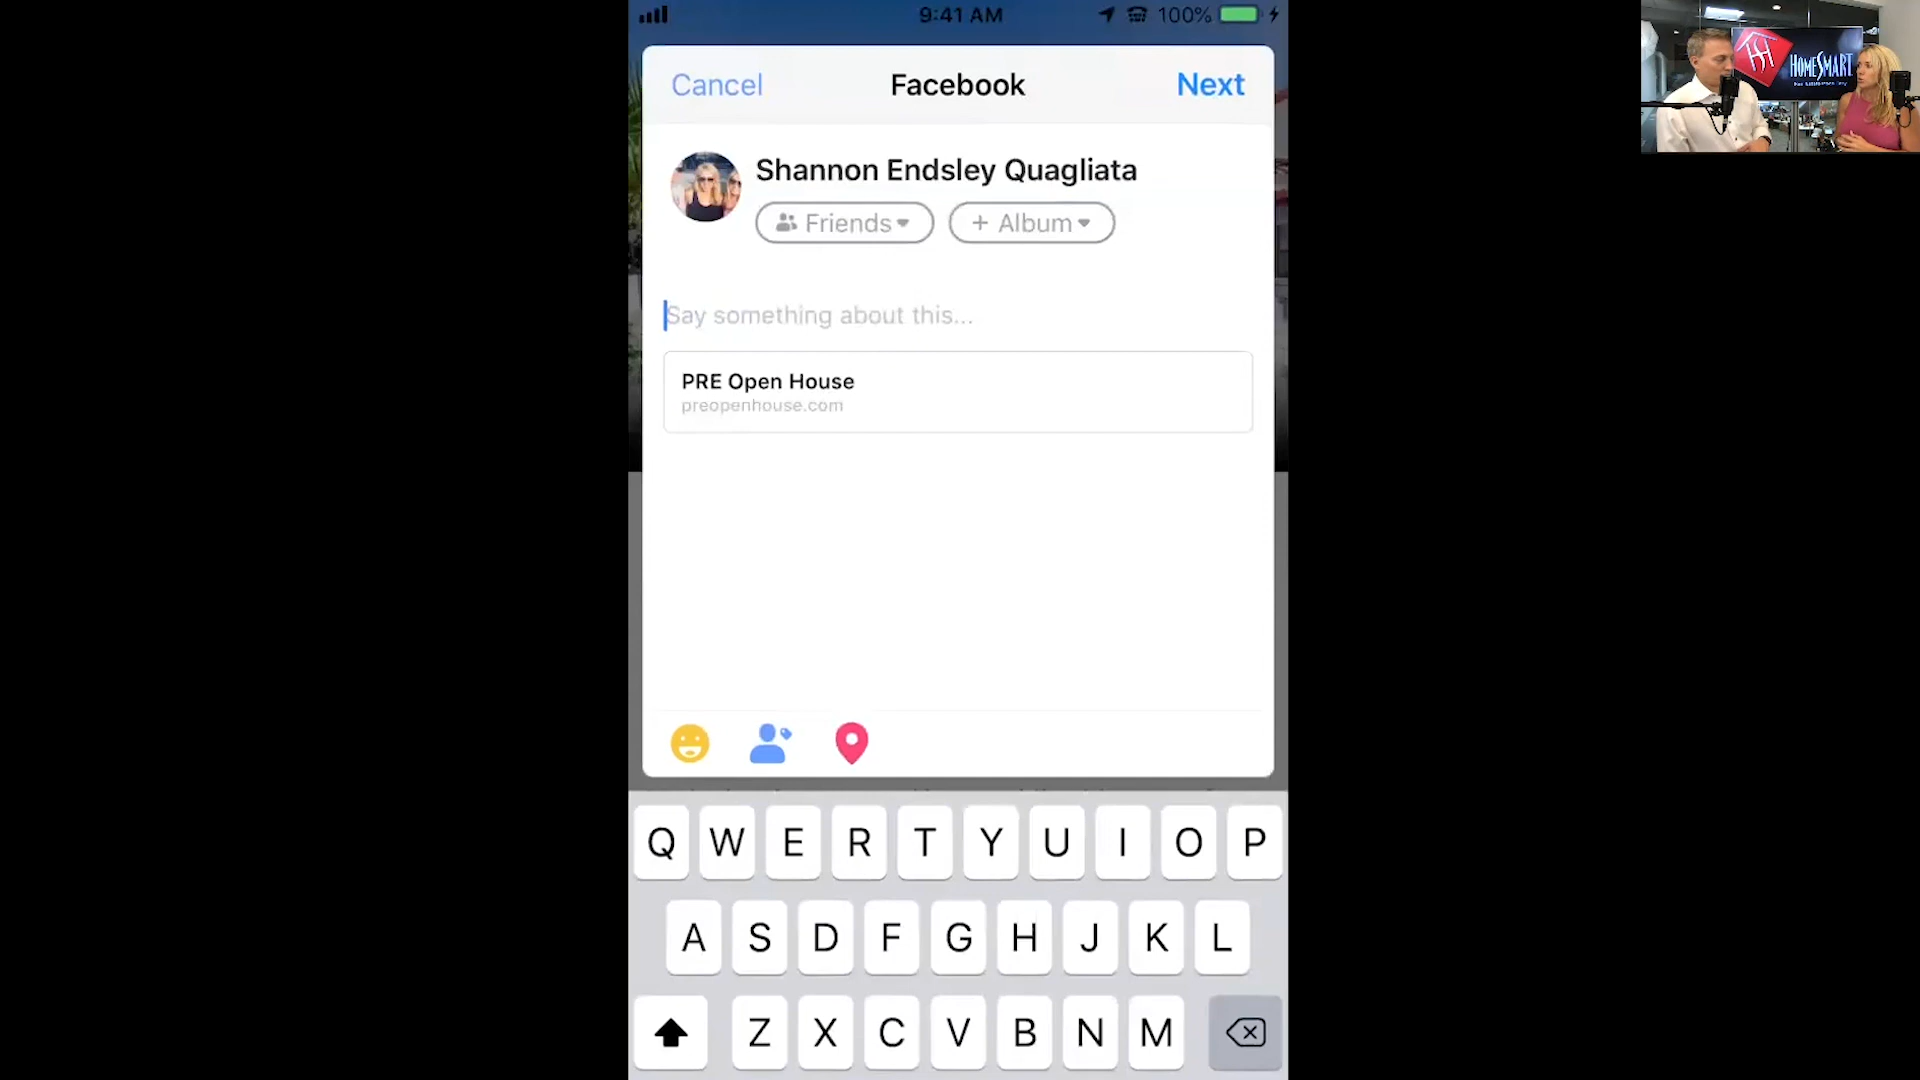 9:41 AM
100%
Cancel
Facebook
Next
Shannon Endsley Quagliata
Friends
+ Album
Say something about this...
PRE Open House
preopenhouse.com
Q W E R T Y U I O P
A S D F G H J K L
Z X C V B N M
HOMESMART